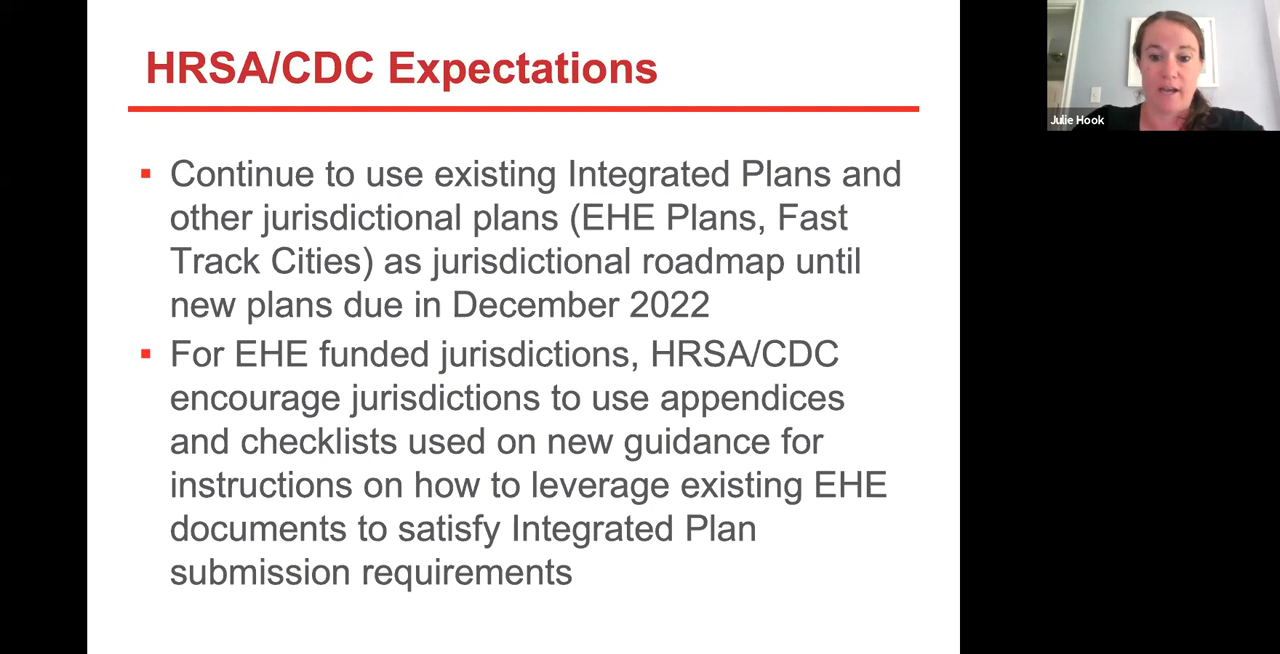 HRSA/CDC Expectations
Continue to use existing Integrated Plans and
other jurisdictional plans (EHE Plans, Fast
Track Cities) as jurisdictional roadmap until
new plans due in December 2022
For EHE funded jurisdictions, HRSA/CDC
encourage jurisdictions to use appendices
and checklists used on new guidance for
instructions on how to leverage existing EHE
documents to satisfy Integrated Plan
submission requirements
Julie Hook